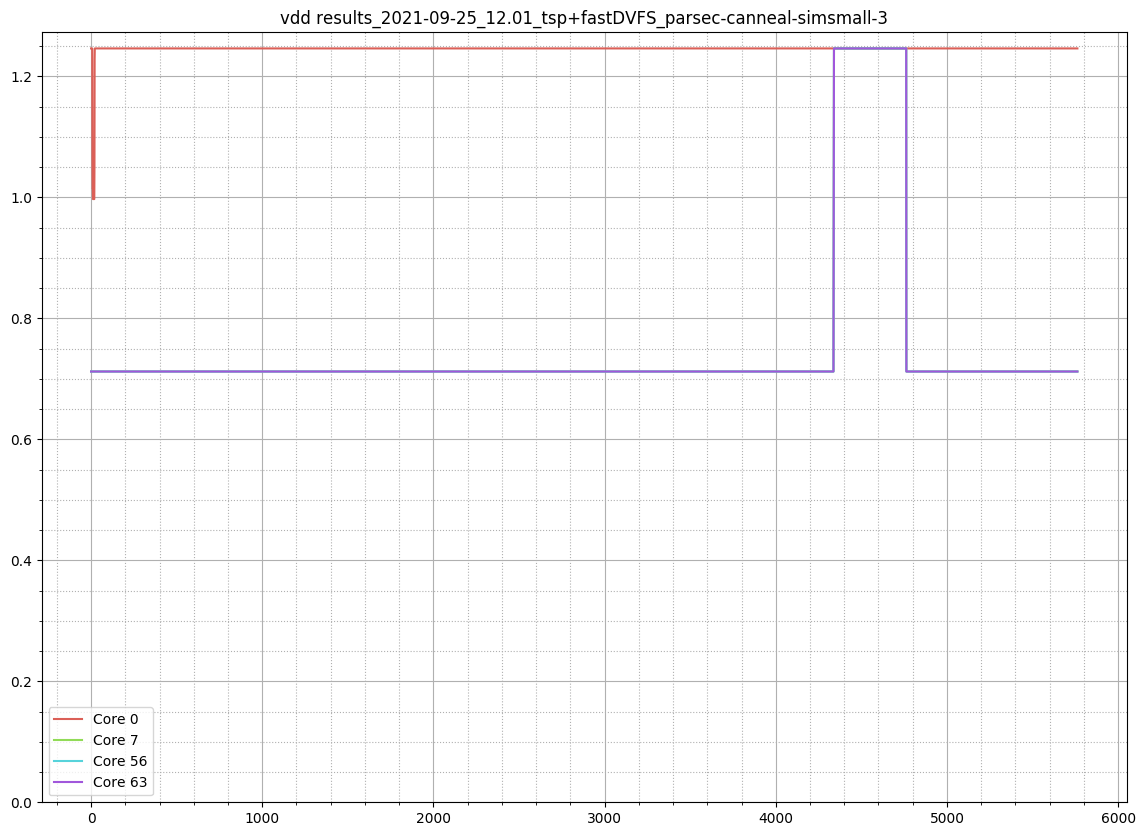 vdd results_2021-09-25_12.01_tsp+fastDVFS_parsec-canneal-simsmall-3
1.2
1.0
0.8
0.6
0.4
0.2
0.0
Core 0
Core 7
Core 56
Core 63
0 1000 2000 3000 4000 5000 6000